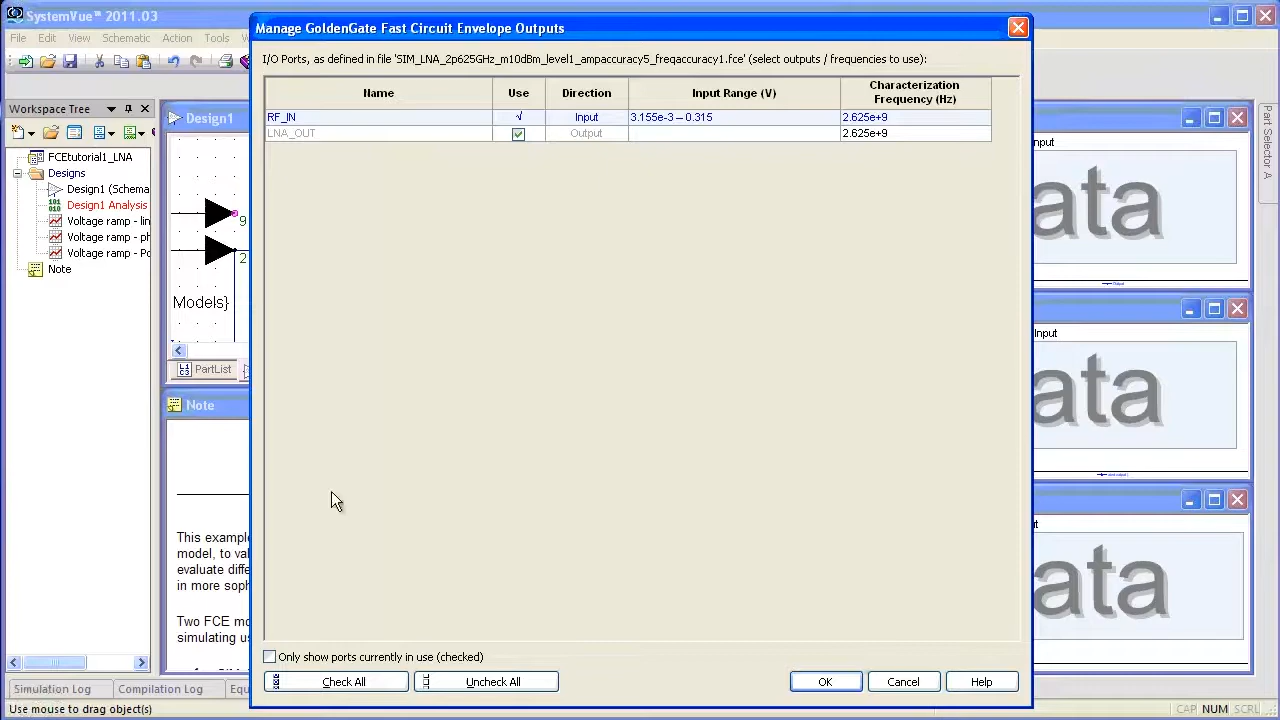 SystemVue™ 2011.03
File Edit View Schematic Action Tools
Manage GoldenGate Fast Circuit Envelope Outputs
I/O Ports, as defined in file 'SIM_LNA_2p625GHz_m10dBm_level1_ampaccuracy5_freqaccuracy1.fce' (select outputs / frequencies to use):
Name Use Direction Input Range (V) Characterization Frequency (Hz)
RF_IN √ Input 3.155e-3 – 0.315 2.625e+9
LNA_OUT Output 2.625e+9
Only show ports currently in use (checked)
Check All Uncheck All OK Cancel Help
Workspace Tree
FCEtutorial1_LNA
Designs
Design1 (Schema
Design1 Analysis
Voltage ramp - lin
Voltage ramp - ph
Voltage ramp - Po
Note
Design1
9
2
Models}
PartList
Note
This example
model, to val
evaluate diffe
in more soph
Two FCE mo
simulating us
nput
ata
Output
Input
ata
ut
ata
Part Selector A
Simulation Log Compilation Log Equ
Use mouse to drag object(s)
CAP NUM SCRL